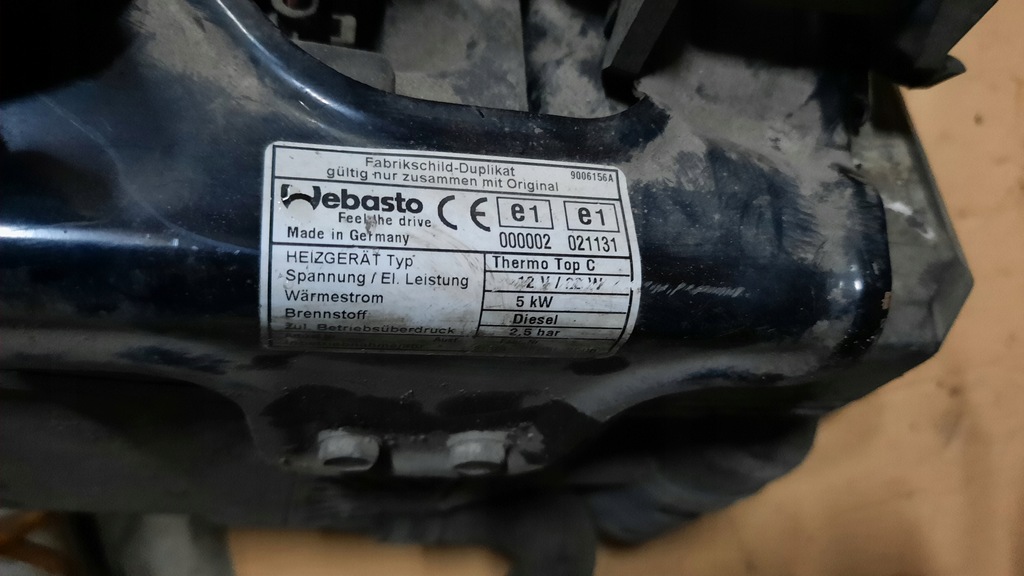 Fabrikschild-Duplikat
gültig nur zusammen mit Original
9006156A
Webasto
Feel the drive
Made in Germany
CE
e1 e1
000002 021131
HEIZGERÄT Typ Thermo Top C
Spannung / El. Leistung 12 V / W
Wärmestrom 5 kW
Brennstoff Diesel
zul. Betriebsüberdruck 2,5 bar